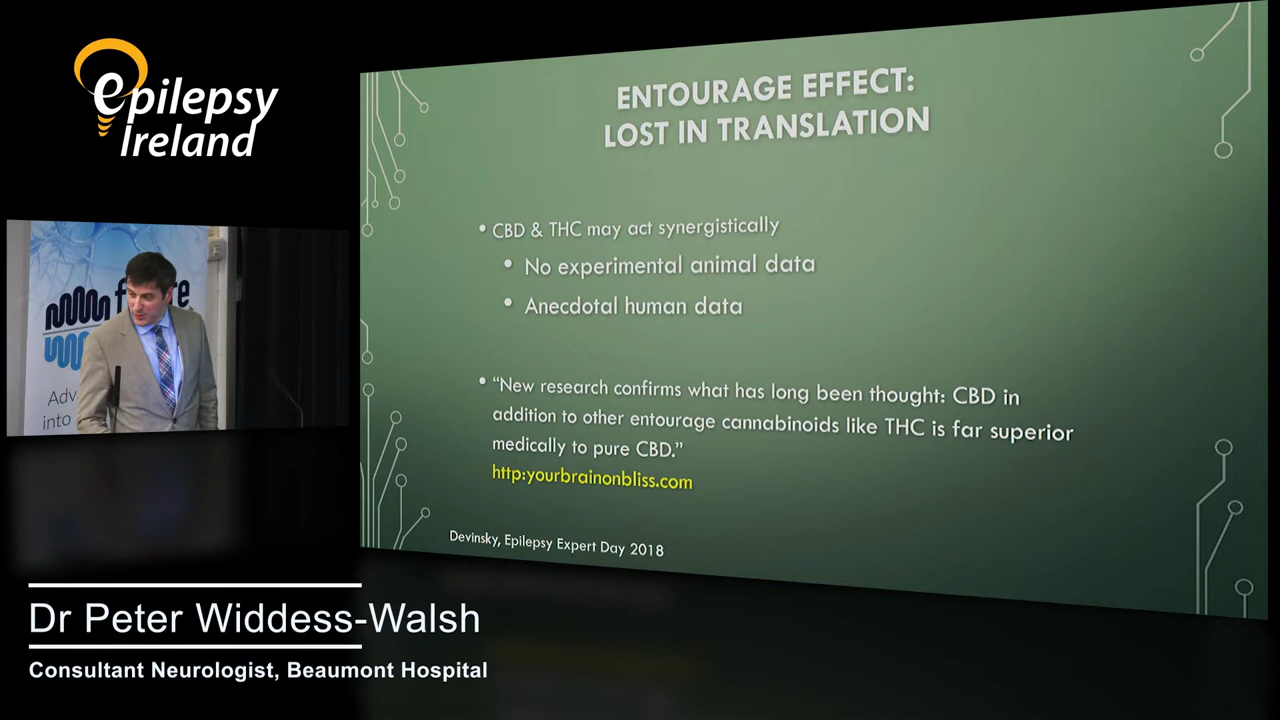 epilepsy
Ireland
ENTOURAGE EFFECT:
LOST IN TRANSLATION
• CBD & THC may act synergistically
• No experimental animal data
• Anecdotal human data
• “New research confirms what has long been thought: CBD in
addition to other entourage cannabinoids like THC is far superior
medically to pure CBD.”
http:yourbrainonbliss.com
Devinsky, Epilepsy Expert Day 2018
Adv
into
Dr Peter Widdess-Walsh
Consultant Neurologist, Beaumont Hospital